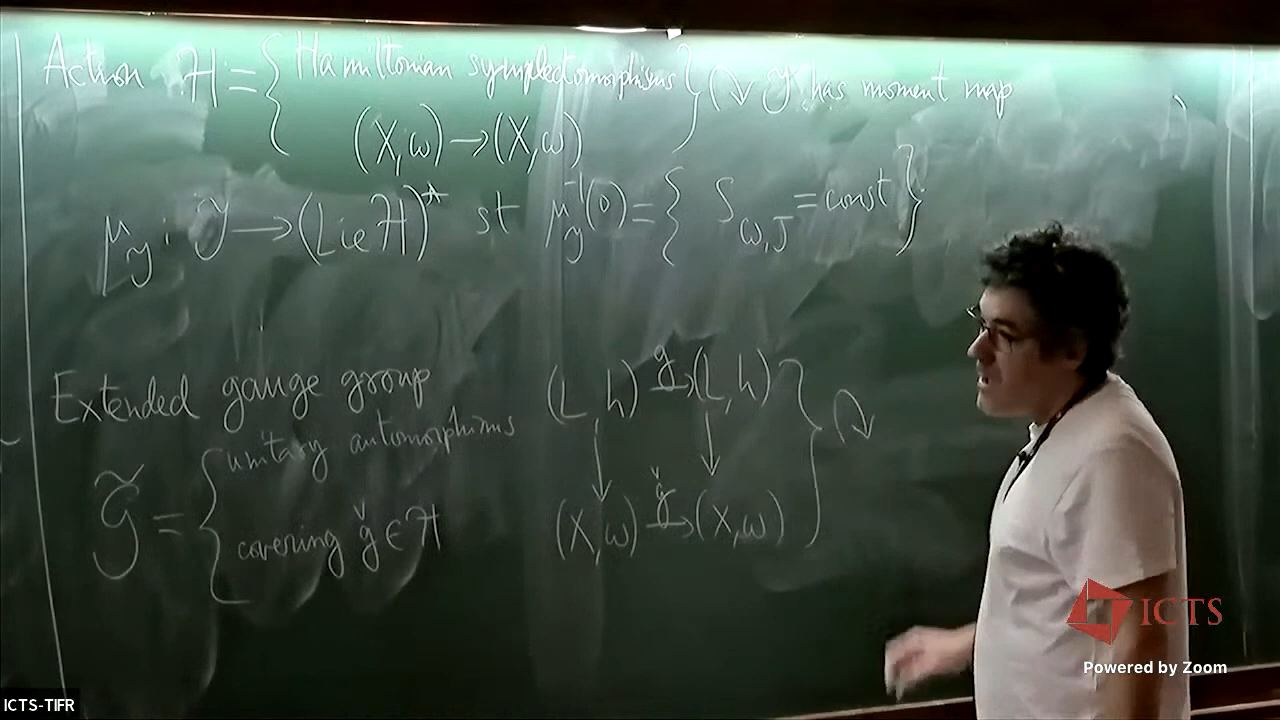 Action ℋ = { Hamiltonian symplectomorphisms } ↷ 𝒥 has moment map
(X, ω) → (X, ω)
μ_𝒥 : 𝒥 → (Lie ℋ)* st μ_𝒥^{-1}(0) = { S_{ω,J} = const }
Extended gauge group
(L, h) →^g (L, h)
unitary automorphisms
𝒢̃ = {
covering ǧ ∈ ℋ
(X, ω) →^ǧ (X, ω) } ↷
ICTS
Powered by Zoom
ICTS-TIFR